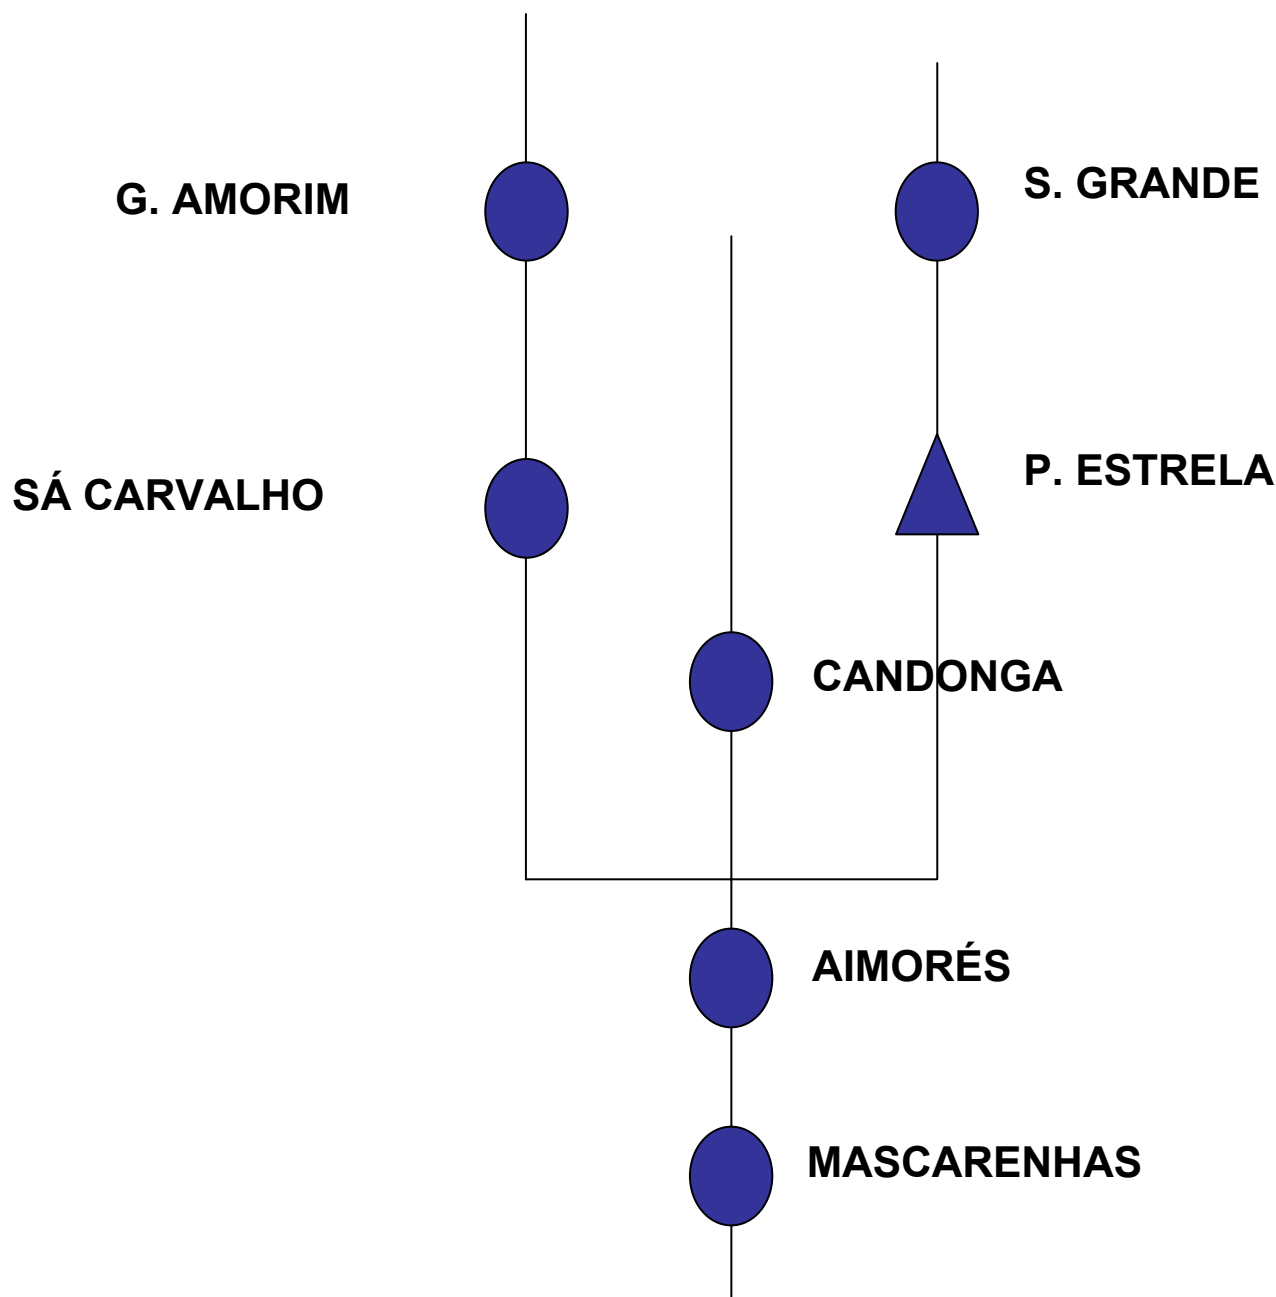 S. GRANDE
G. AMORIM
P. ESTRELA
SÁ CARVALHO
CANDONGA
AIMORÉS
MASCARENHAS